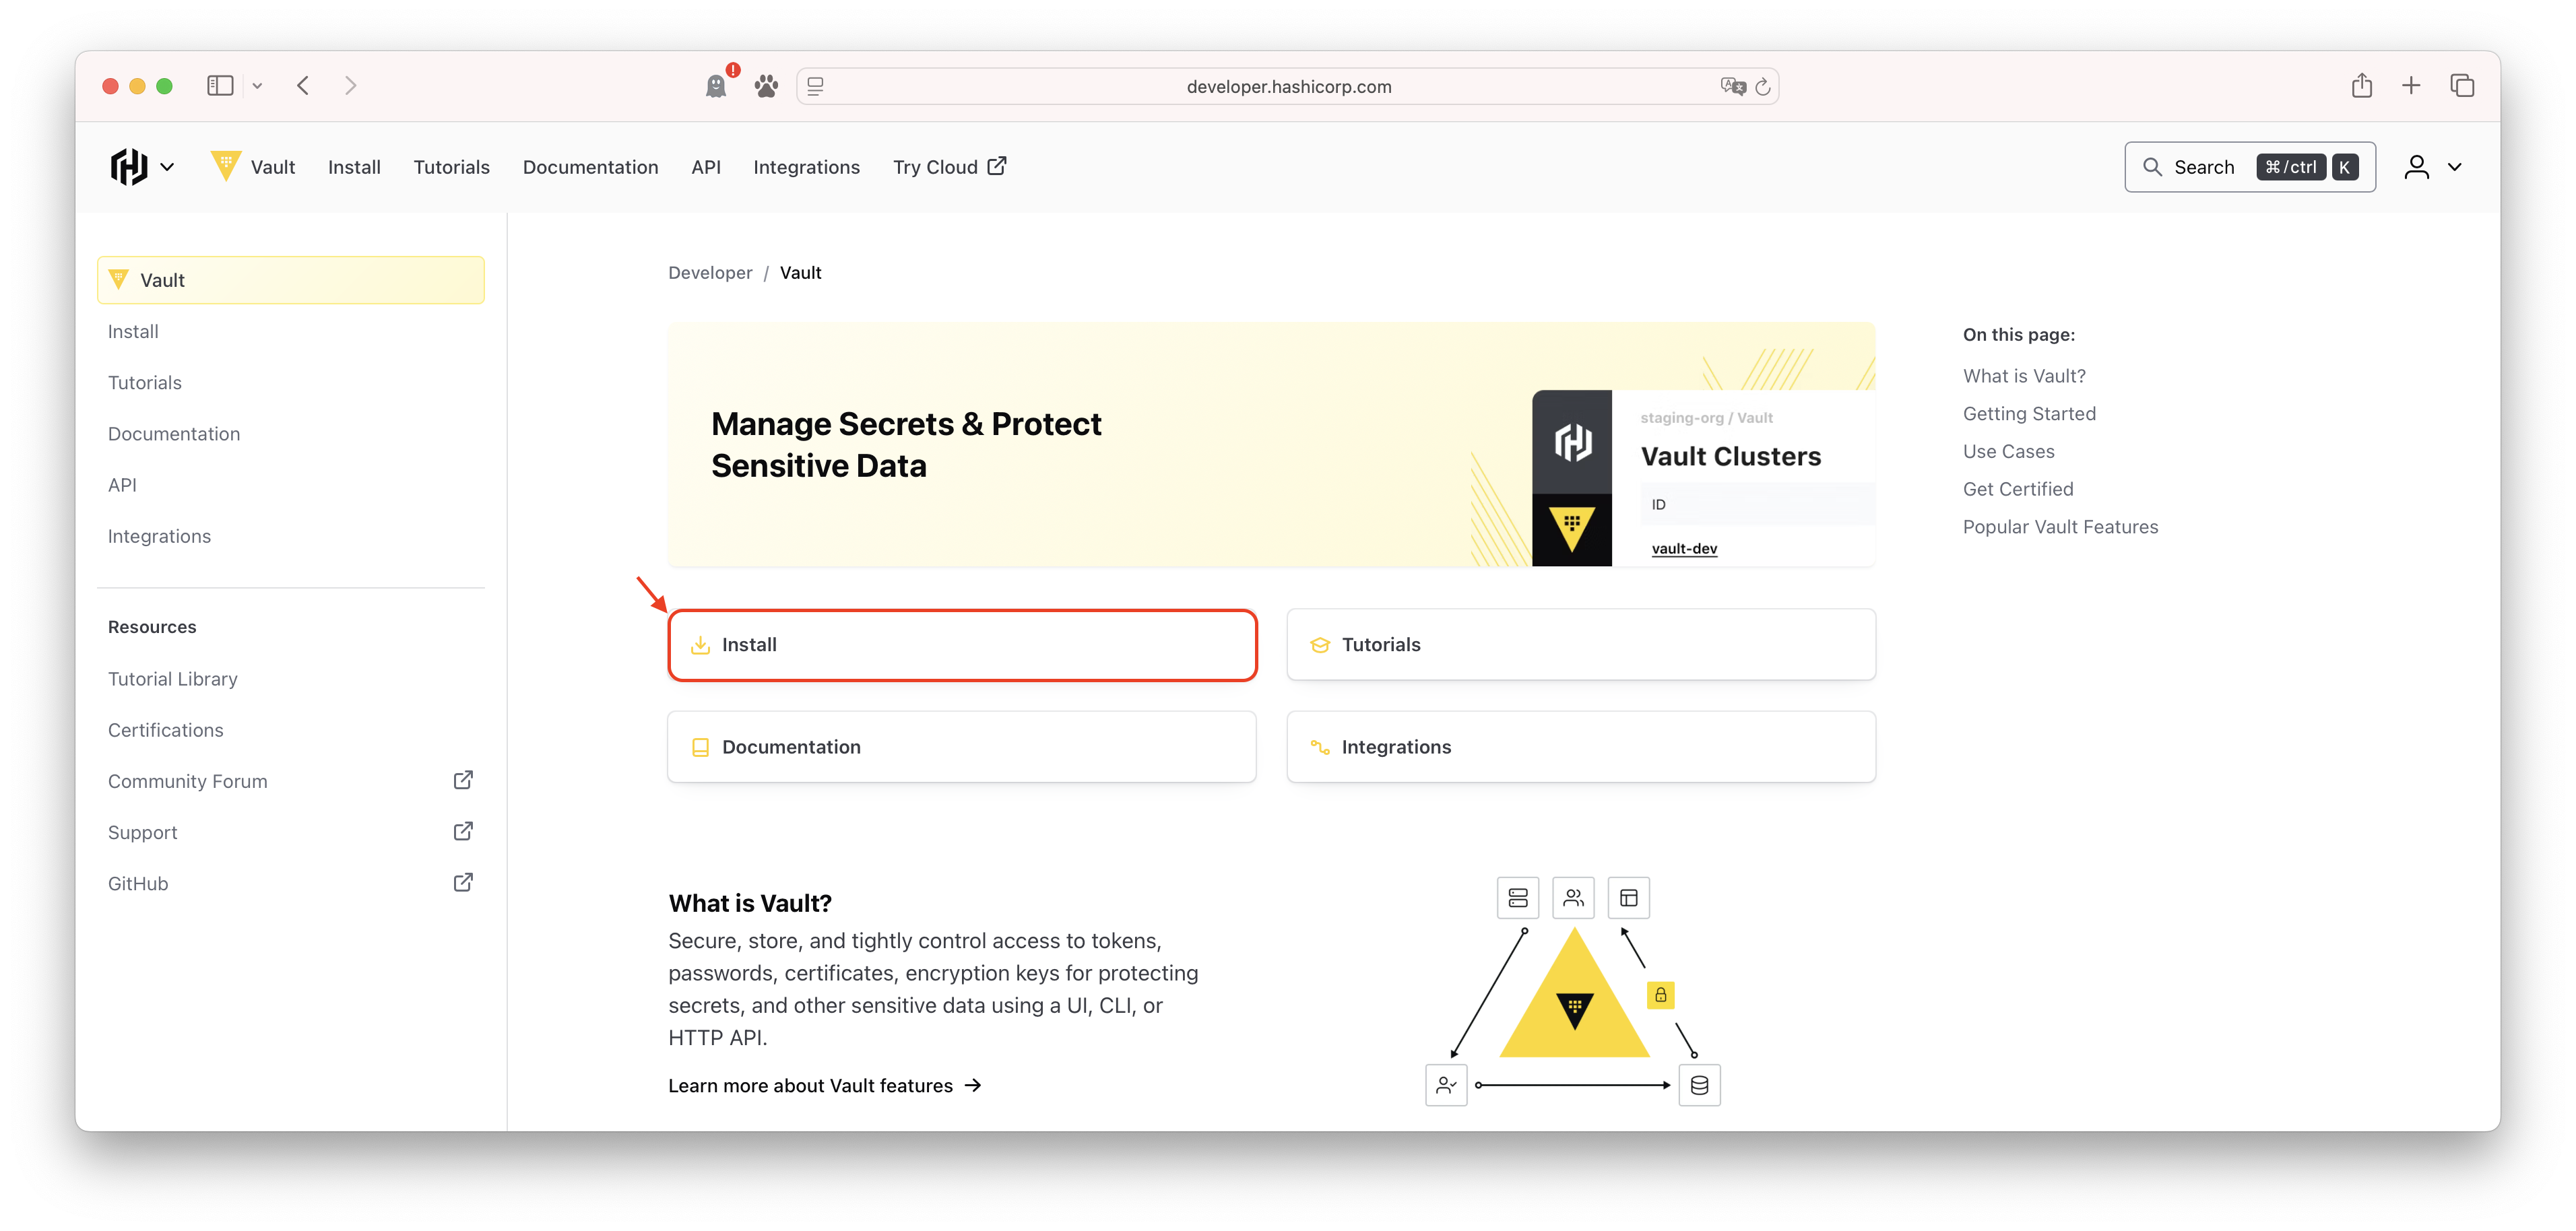 developer.hashicorp.com
Vault
Install
Tutorials
Documentation
API
Integrations
Try Cloud
Search
⌘/ctrl
K
Vault
Install
Tutorials
Documentation
API
Integrations
Resources
Tutorial Library
Certifications
Community Forum
Support
GitHub
Developer / Vault
Manage Secrets & Protect
Sensitive Data
staging-org / Vault
Vault Clusters
ID
vault-dev
Install
Tutorials
Documentation
Integrations
What is Vault?
Secure, store, and tightly control access to tokens,
passwords, certificates, encryption keys for protecting
secrets, and other sensitive data using a UI, CLI, or
HTTP API.
Learn more about Vault features →
On this page:
What is Vault?
Getting Started
Use Cases
Get Certified
Popular Vault Features